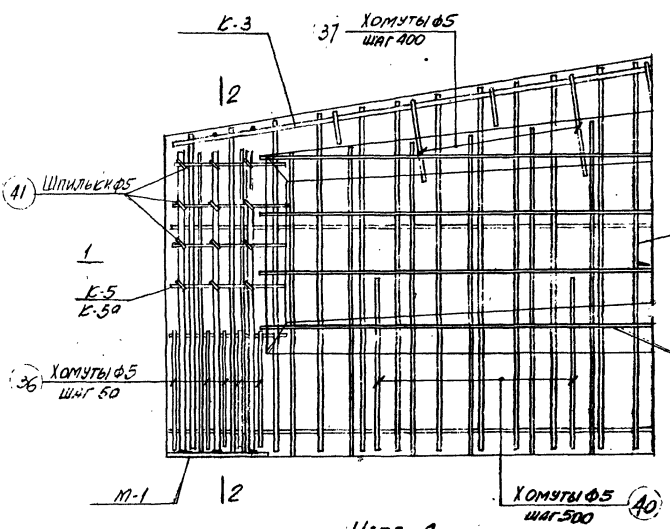 К-3
37 Хомуты ф5
шаг 400
2
41 Шпильки ф5
1
К-5
К-5а
36 Хомуты ф5
шаг 50
М-1
2
Хомуты ф5 40
шаг 500